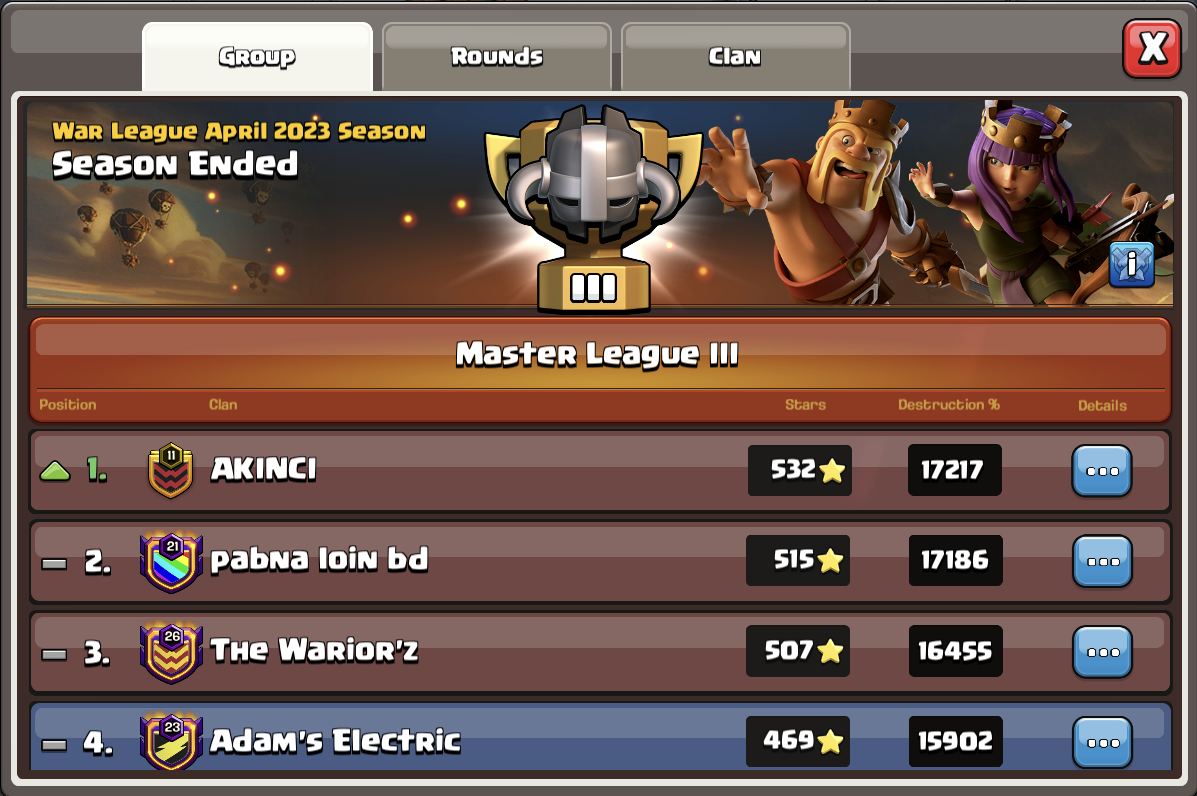 Group Rounds Clan X
War League April 2023 Season
Season Ended
i
III
Master League III
Position Clan Stars Destruction % Details
1. 11 AKINCI 532 17217
2. 21 pabna loin bd 515 17186
3. 26 The Warior'z 507 16455
4. 23 Adam's Electric 469 15902